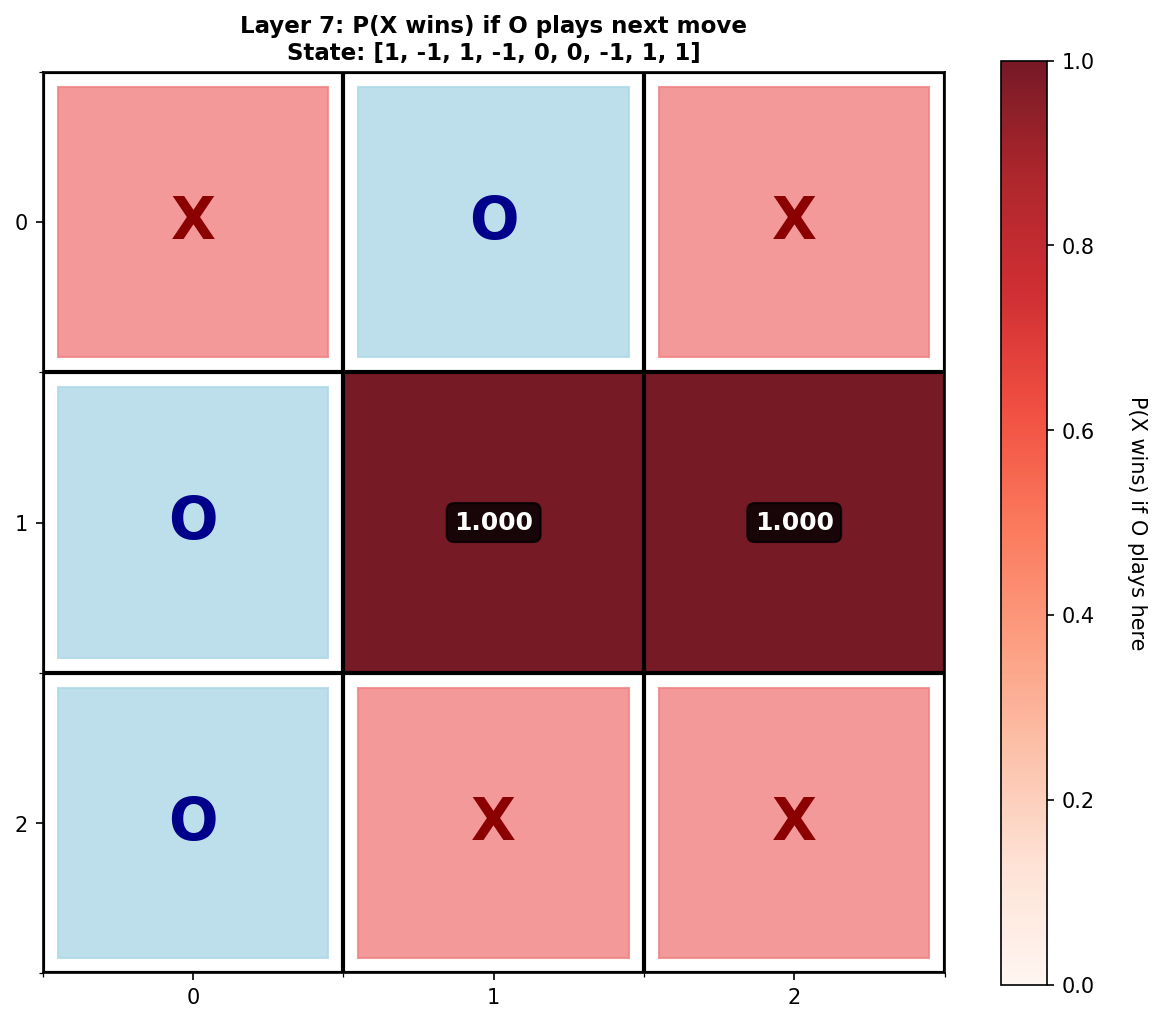 Layer 7: P(X wins) if O plays next move
State: [1, -1, 1, -1, 0, 0, -1, 1, 1]
X O X
O 1.000 1.000
O X X
0
1
2
0 1 2
1.0
0.8
0.6
0.4
0.2
0.0
P(X wins) if O plays here